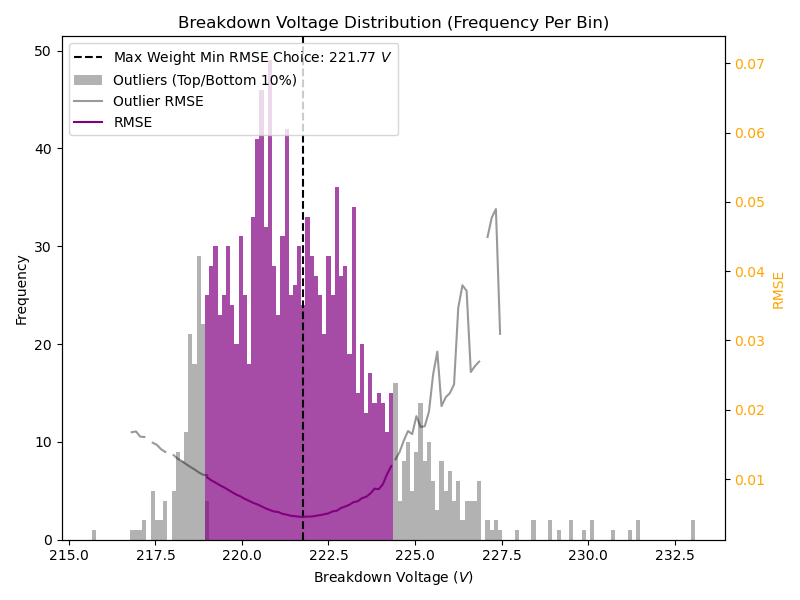 Breakdown Voltage Distribution (Frequency Per Bin)
Max Weight Min RMSE Choice: 221.77 V
Outliers (Top/Bottom 10%)
Outlier RMSE
RMSE
50
40
30
20
10
0
Frequency
0.07
0.06
0.05
0.04
0.03
0.02
0.01
RMSE
215.0 217.5 220.0 222.5 225.0 227.5 230.0 232.5
Breakdown Voltage (V)